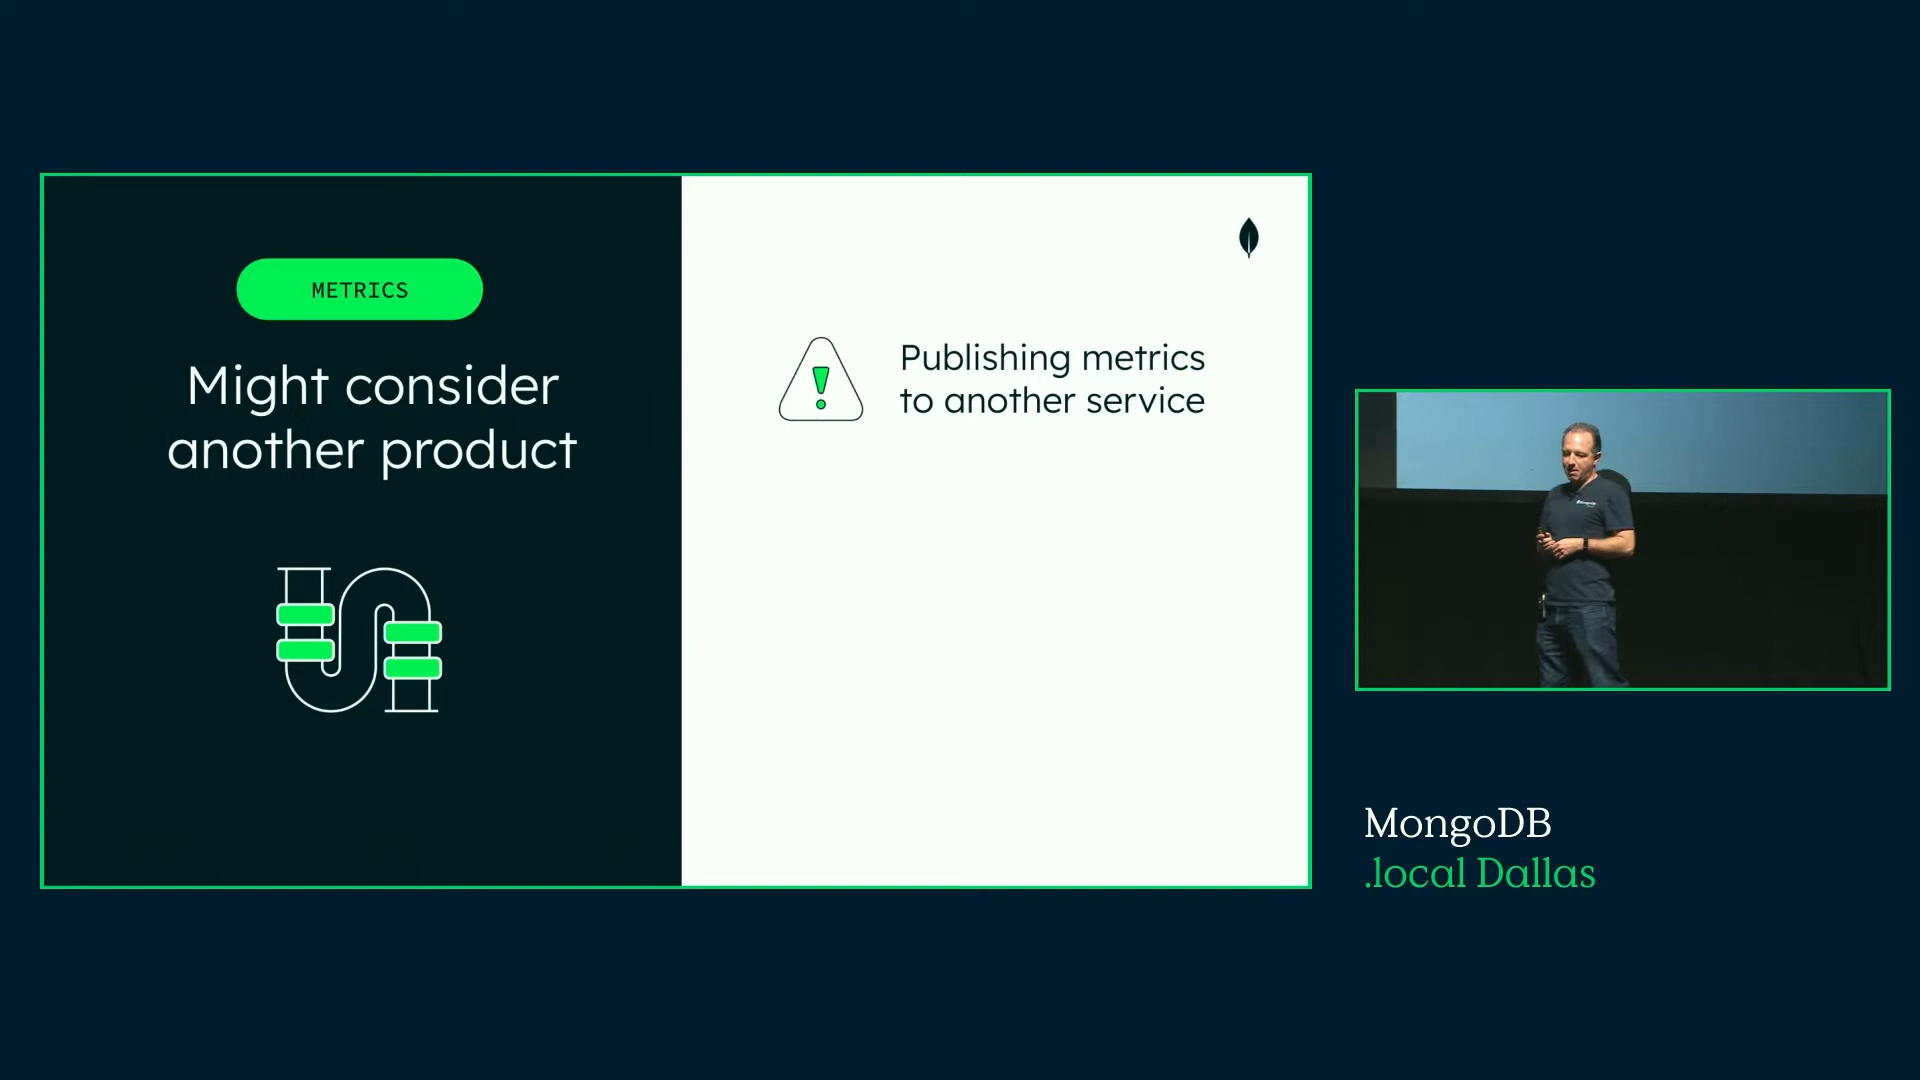 METRICS
Might consider
another product
Publishing metrics
to another service
MongoDB
.local Dallas